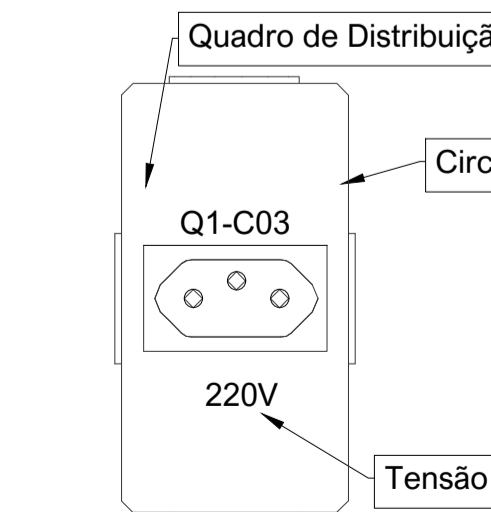 Quadro de Distribuiçã
Circ
Q1-C03
220V
Tensão